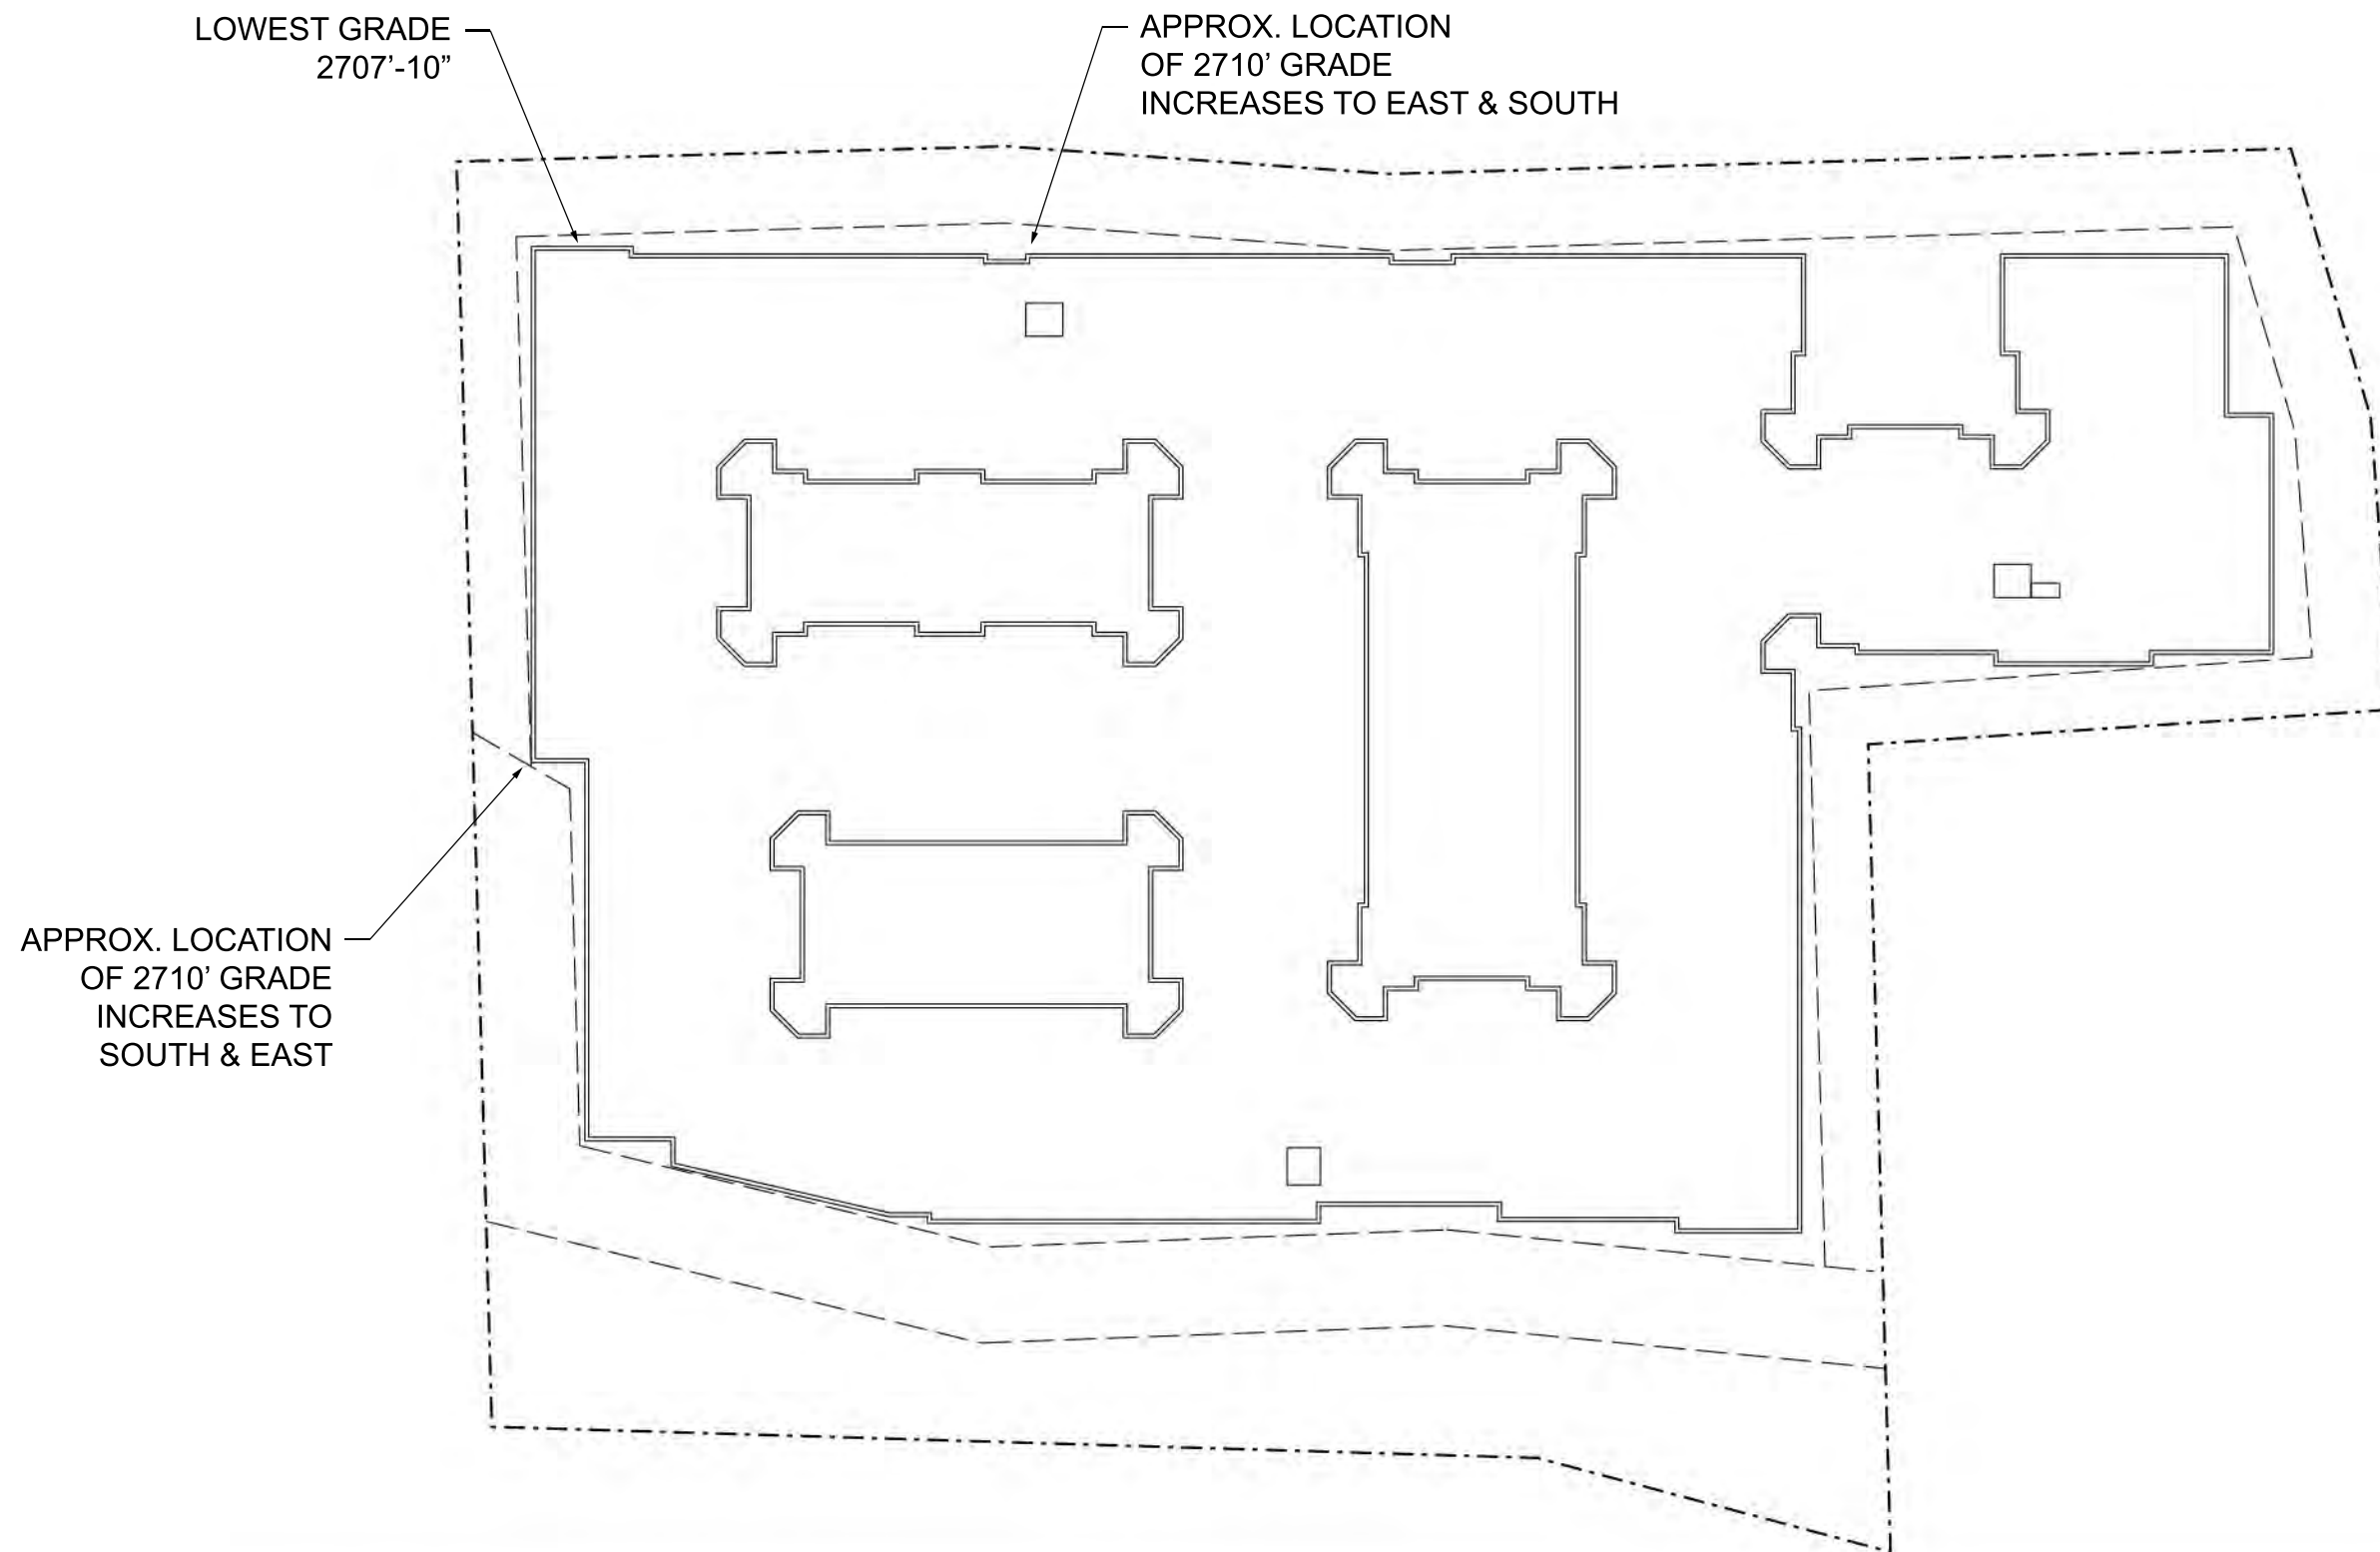 LOWEST GRADE
2707’-10”
APPROX. LOCATION
OF 2710’ GRADE
INCREASES TO EAST & SOUTH
APPROX. LOCATION
OF 2710’ GRADE
INCREASES TO
SOUTH & EAST